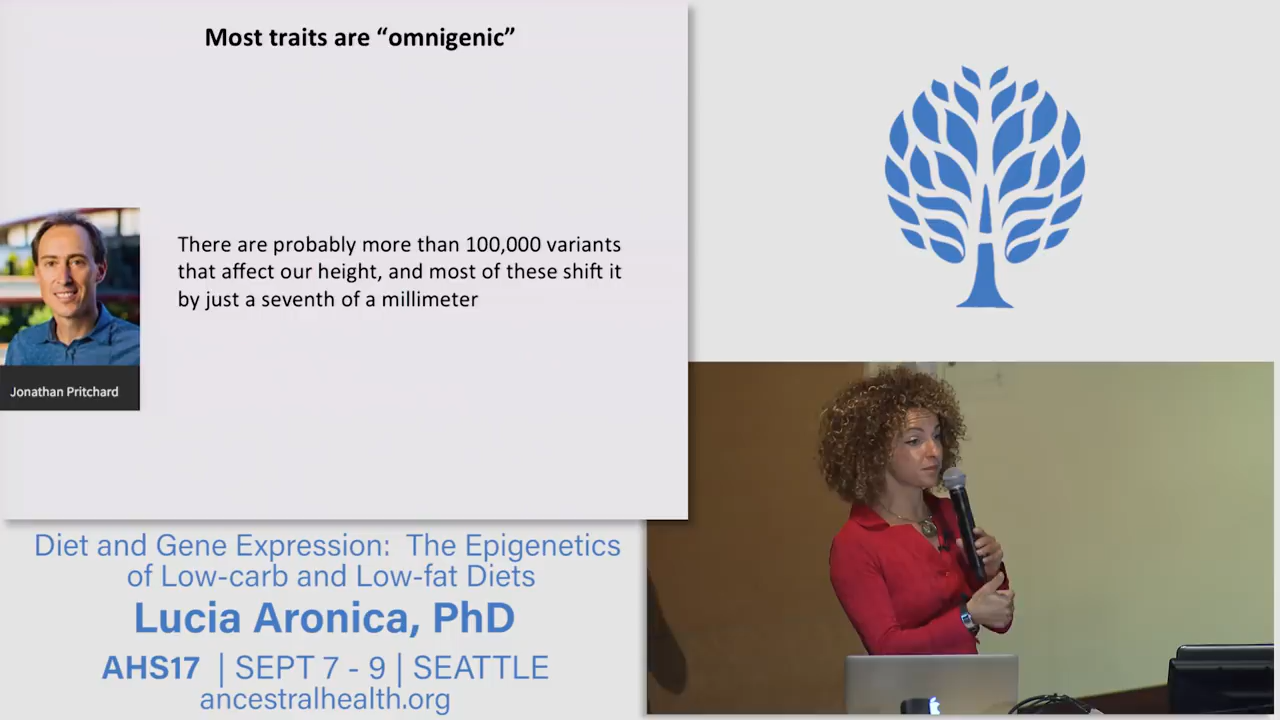 Most traits are “omnigenic”
There are probably more than 100,000 variants
that affect our height, and most of these shift it
by just a seventh of a millimeter
Jonathan Pritchard
Diet and Gene Expression: The Epigenetics
of Low-carb and Low-fat Diets
Lucia Aronica, PhD
AHS17 | SEPT 7 - 9 | SEATTLE
ancestralhealth.org